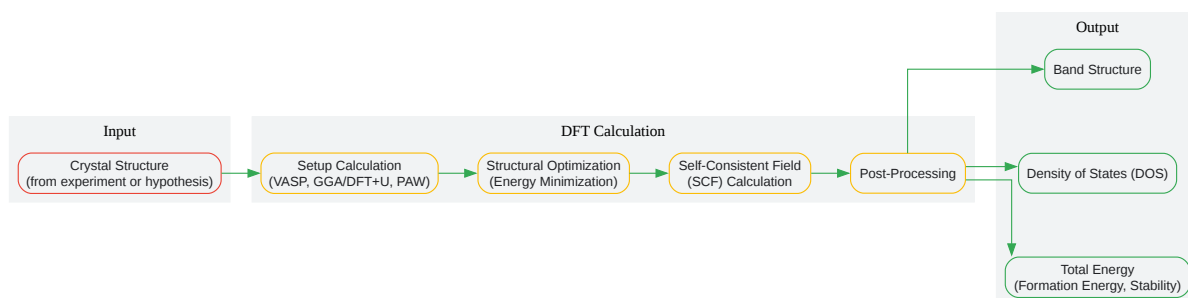 Input
Crystal Structure
(from experiment or hypothesis)
DFT Calculation
Setup Calculation
(VASP, GGA/DFT+U, PAW)
Structural Optimization
(Energy Minimization)
Self-Consistent Field
(SCF) Calculation
Post-Processing
Output
Band Structure
Density of States (DOS)
Total Energy
(Formation Energy, Stability)